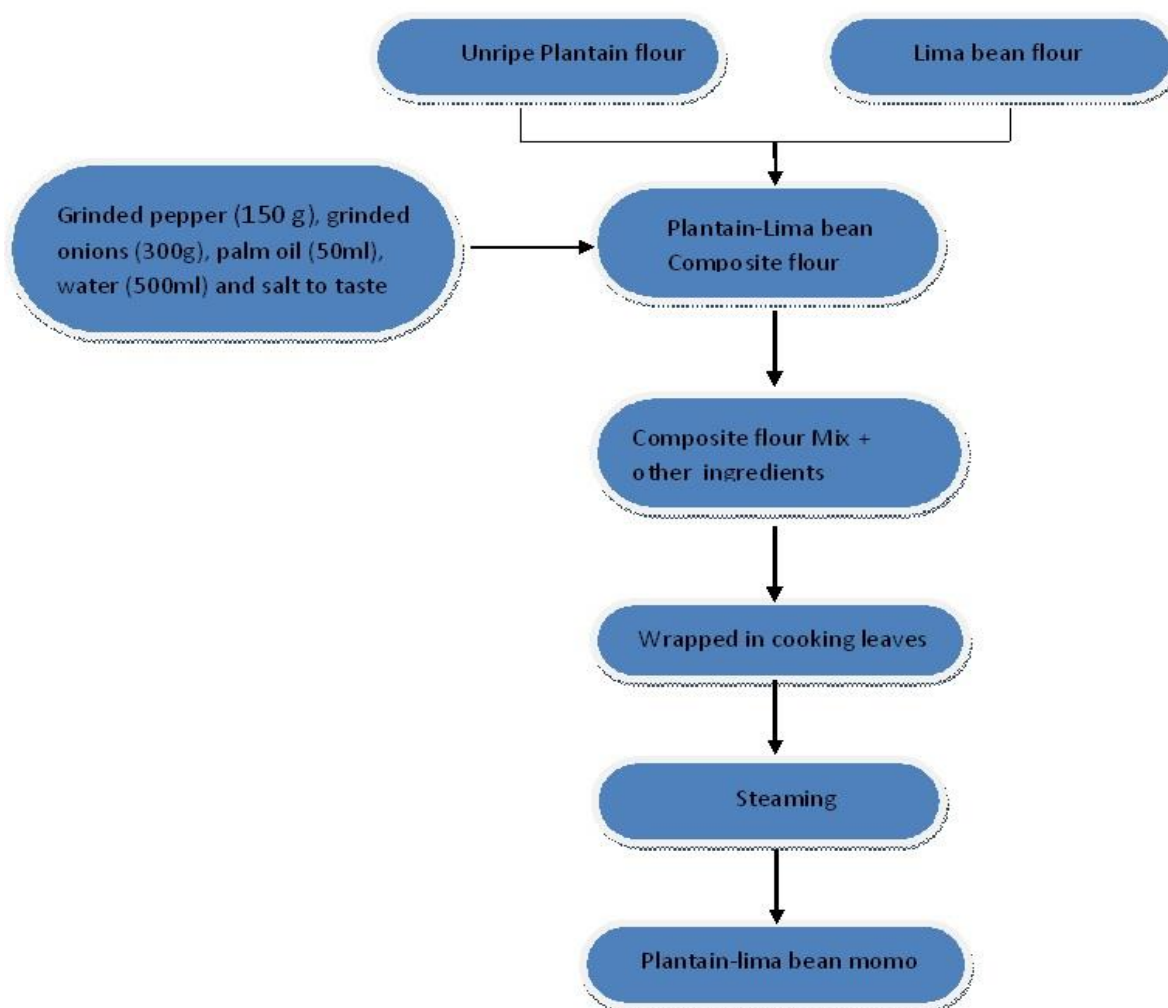 Unripe Plantain flour
Lima bean flour
Grinded pepper (150 g), grinded
onions (300g), palm oil (50ml),
water (500ml) and salt to taste
Plantain-Lima bean
Composite flour
Composite flour Mix +
other ingredients
Wrapped in cooking leaves
Steaming
Plantain-lima bean momo